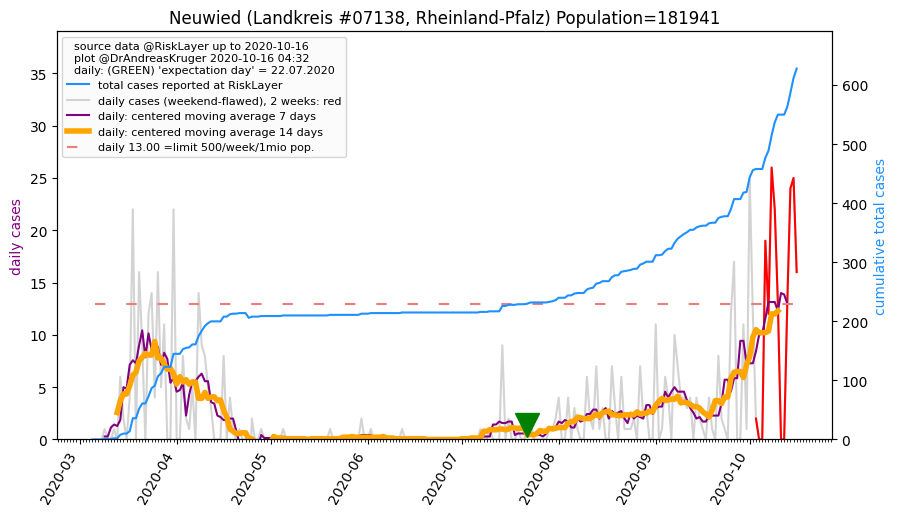 Neuwied (Landkreis #07138, Rheinland-Pfalz) Population=181941
source data @RiskLayer up to 2020-10-16
plot @DrAndreasKruger 2020-10-16 04:32
daily: (GREEN) 'expectation day' = 22.07.2020
total cases reported at RiskLayer
daily cases (weekend-flawed), 2 weeks: red
daily: centered moving average 7 days
daily: centered moving average 14 days
daily 13.00 =limit 500/week/1mio pop.
daily cases
35
30
25
20
15
10
5
0
cumulative total cases
600
500
400
300
200
100
0
2020-03
2020-04
2020-05
2020-06
2020-07
2020-08
2020-09
2020-10